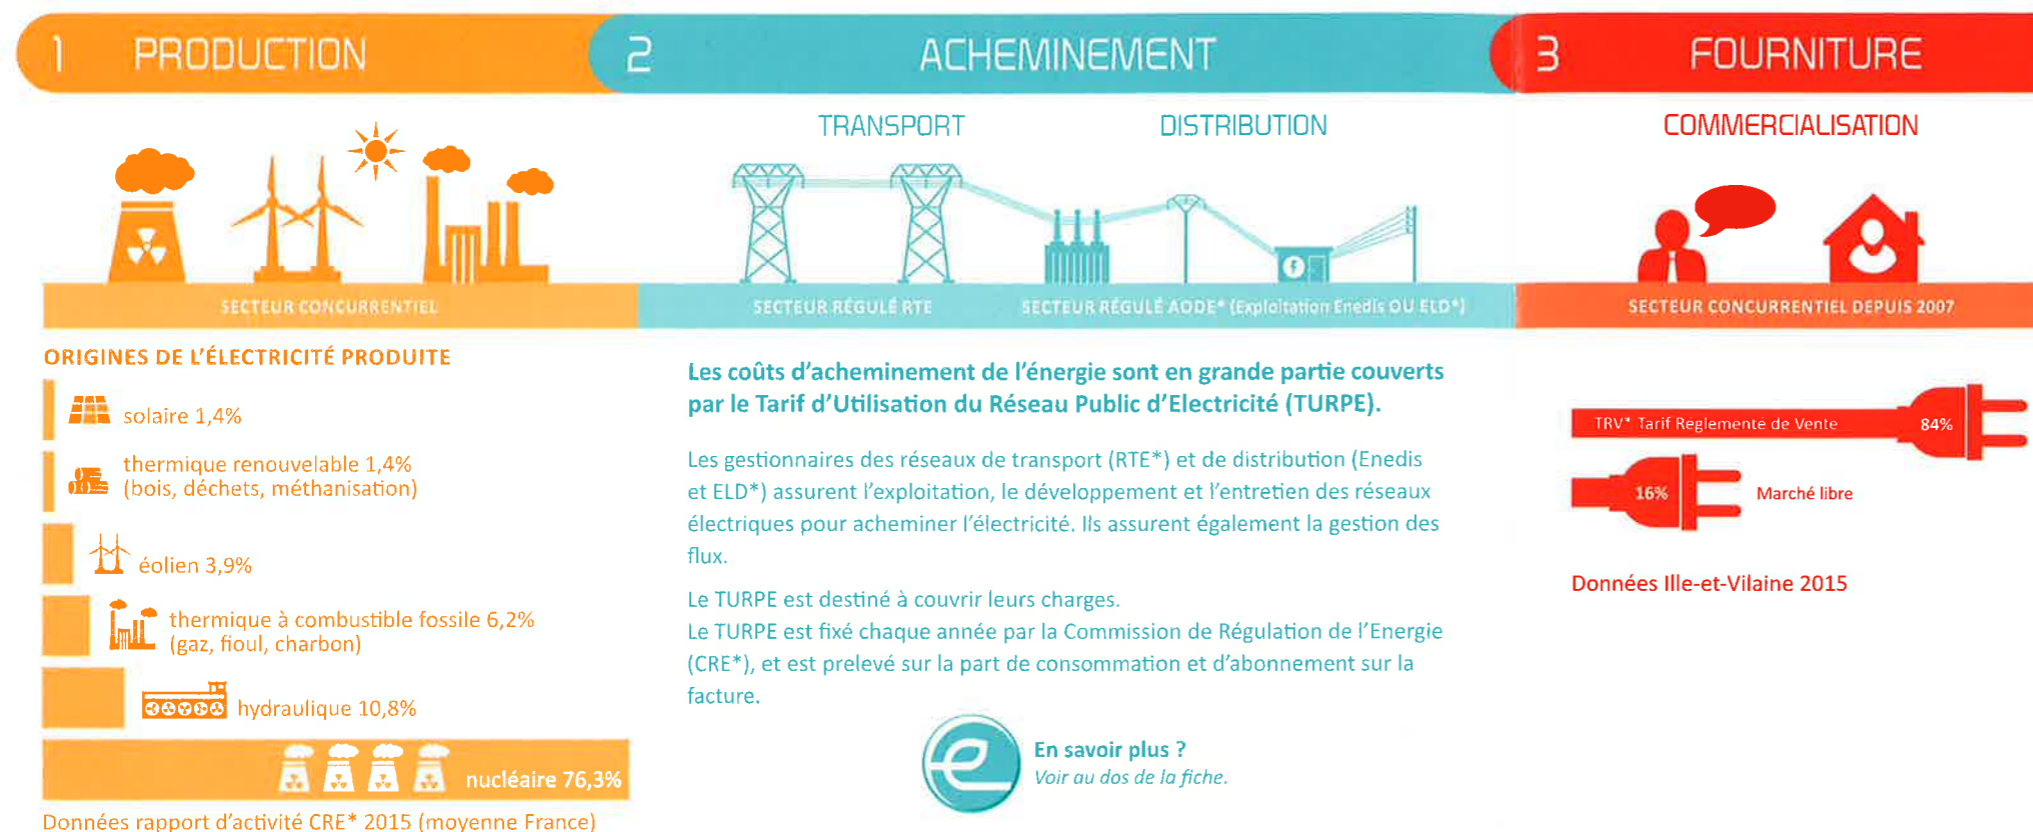 1 PRODUCTION
2 ACHEMINEMENT
3 FOURNITURE
TRANSPORT
DISTRIBUTION
COMMERCIALISATION
SECTEUR CONCURRENTIEL
SECTEUR RÉGULÉ RTE
SECTEUR RÉGULÉ AODE* (Exploitation Enedis OU ELD*)
SECTEUR CONCURRENTIEL DEPUIS 2007
ORIGINES DE L'ÉLECTRICITÉ PRODUITE
solaire 1,4%
thermique renouvelable 1,4%
(bois, déchets, méthanisation)
éolien 3,9%
thermique à combustible fossile 6,2%
(gaz, fioul, charbon)
hydraulique 10,8%
nucléaire 76,3%
Données rapport d'activité CRE* 2015 (moyenne France)
Les coûts d'acheminement de l'énergie sont en grande partie couverts
par le Tarif d'Utilisation du Réseau Public d'Electricité (TURPE).
Les gestionnaires des réseaux de transport (RTE*) et de distribution (Enedis
et ELD*) assurent l'exploitation, le développement et l'entretien des réseaux
électriques pour acheminer l'électricité. Ils assurent également la gestion des
flux.
Le TURPE est destiné à couvrir leurs charges.
Le TURPE est fixé chaque année par la Commission de Régulation de l'Energie
(CRE*), et est prelevé sur la part de consommation et d'abonnement sur la
facture.
En savoir plus ?
Voir au dos de la fiche.
TRV* Tarif Reglementé de Vente 84%
16% Marché libre
Données Ille-et-Vilaine 2015